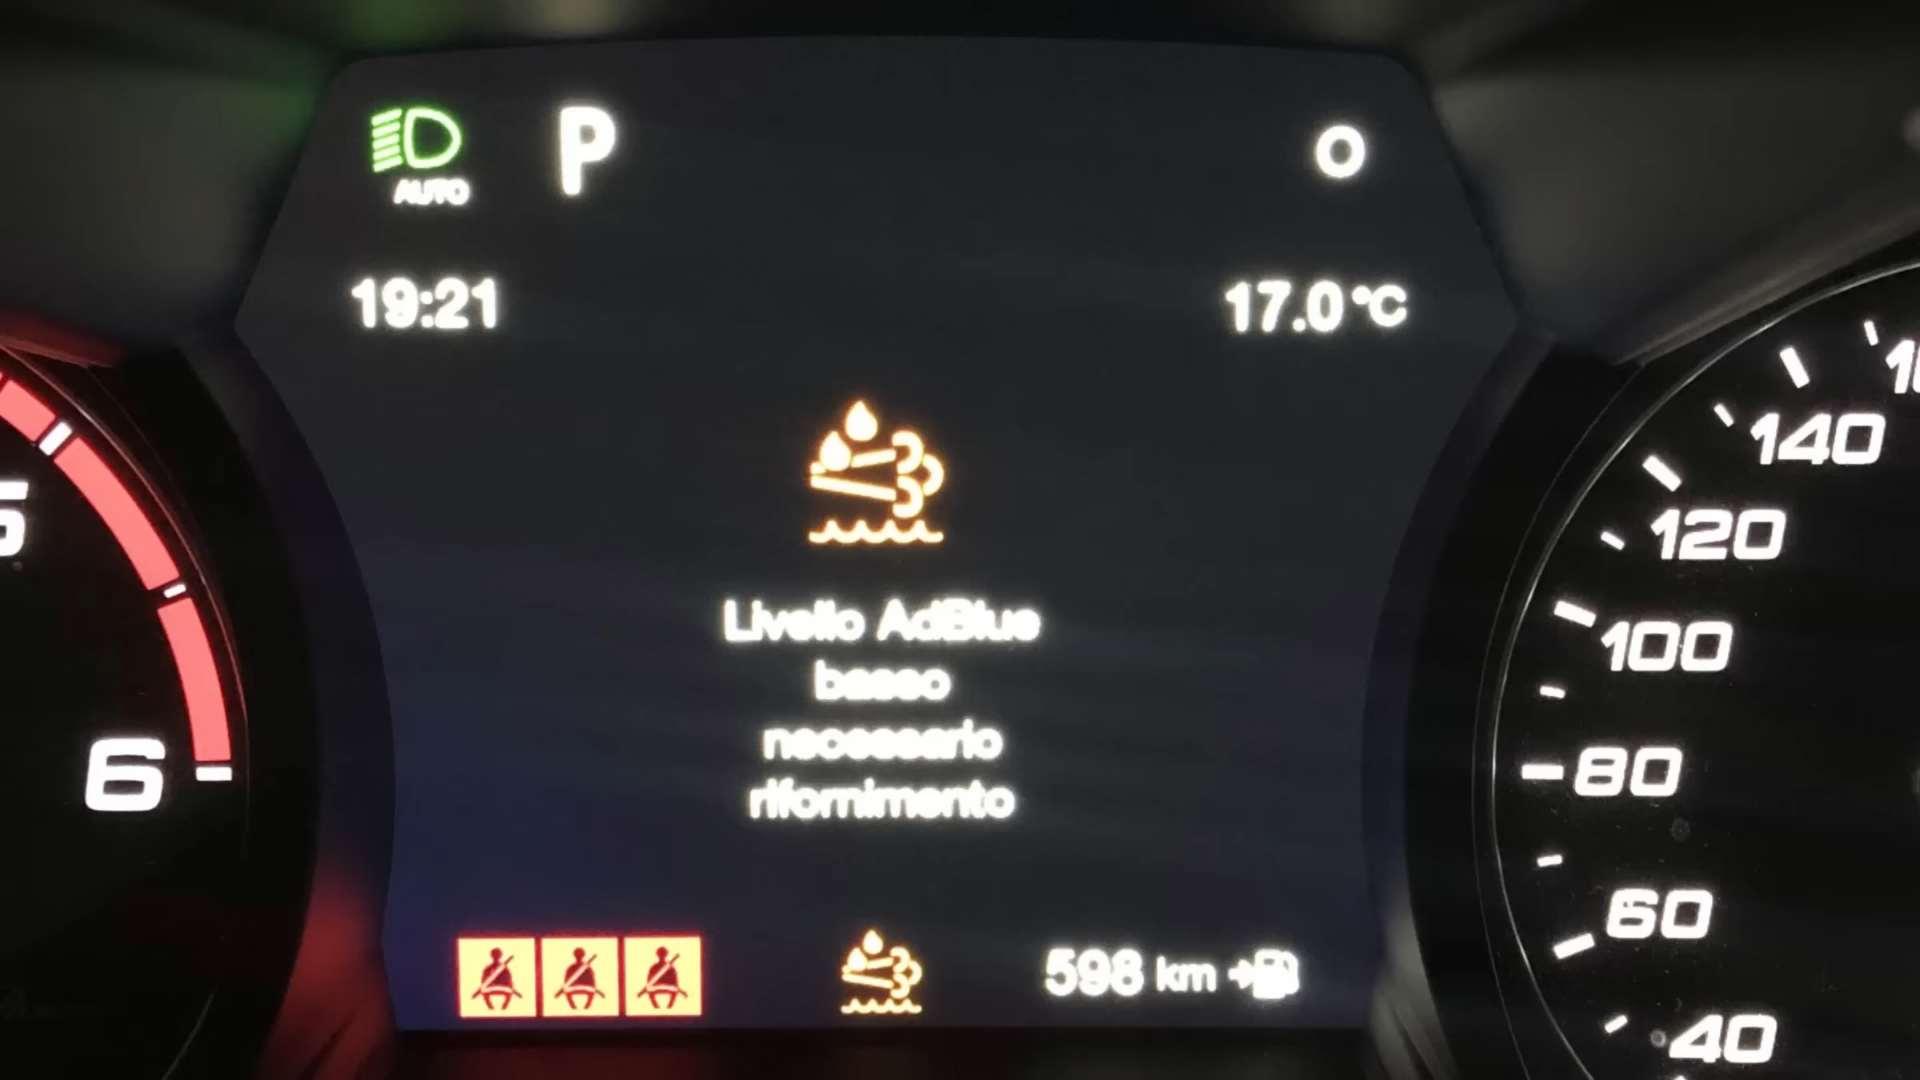 AUTO
P
O
19:21
17.0 °C
Livello AdBlue
basso
necessario
rifornimento
598 km
5
6
140
120
100
80
60
40